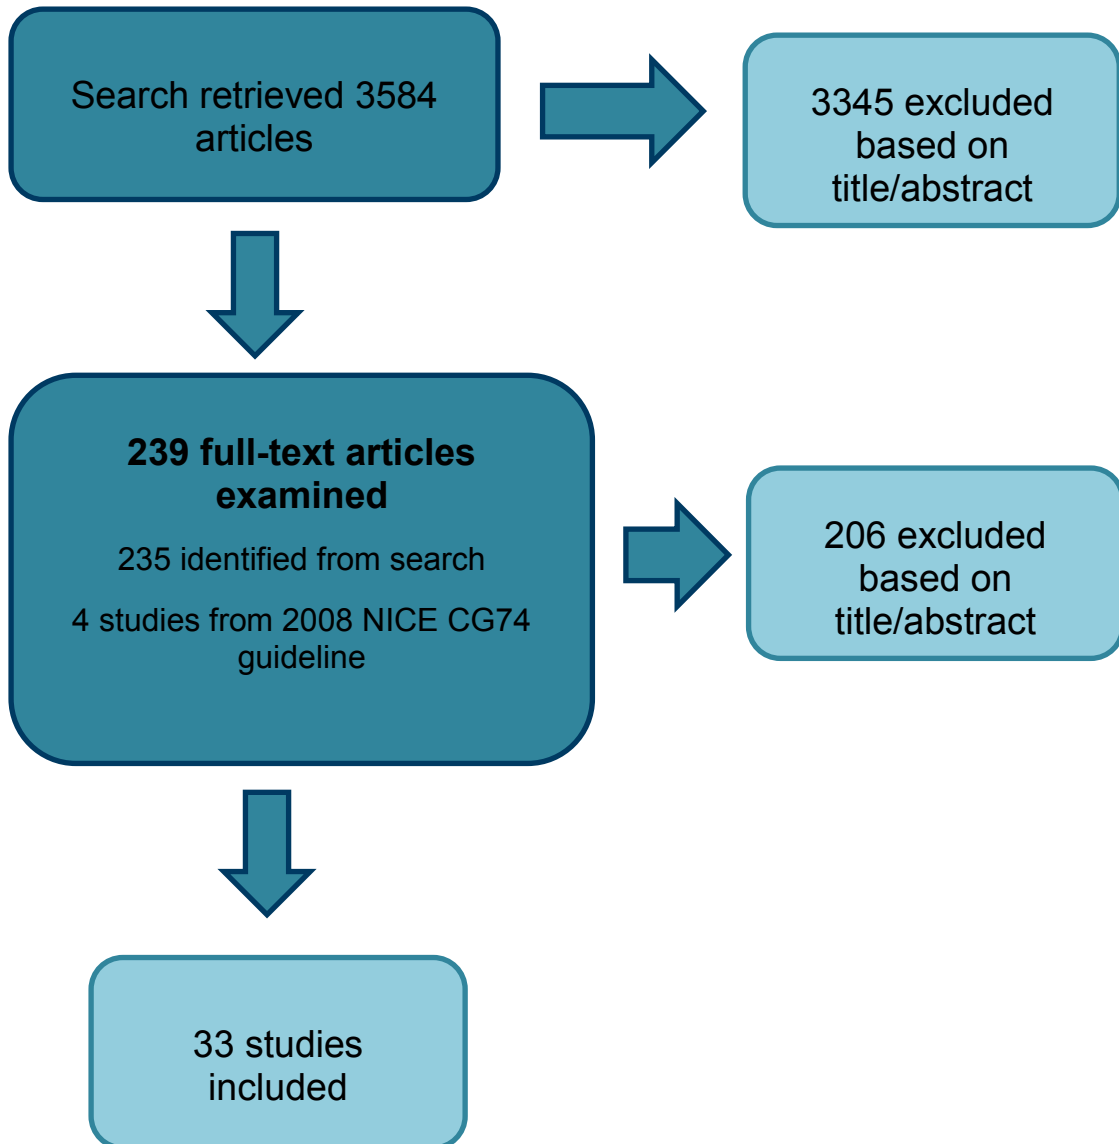 Search retrieved 3584
articles
3345 excluded
based on
title/abstract
239 full-text articles
examined
235 identified from search
4 studies from 2008 NICE CG74
guideline
206 excluded
based on
title/abstract
33 studies
included